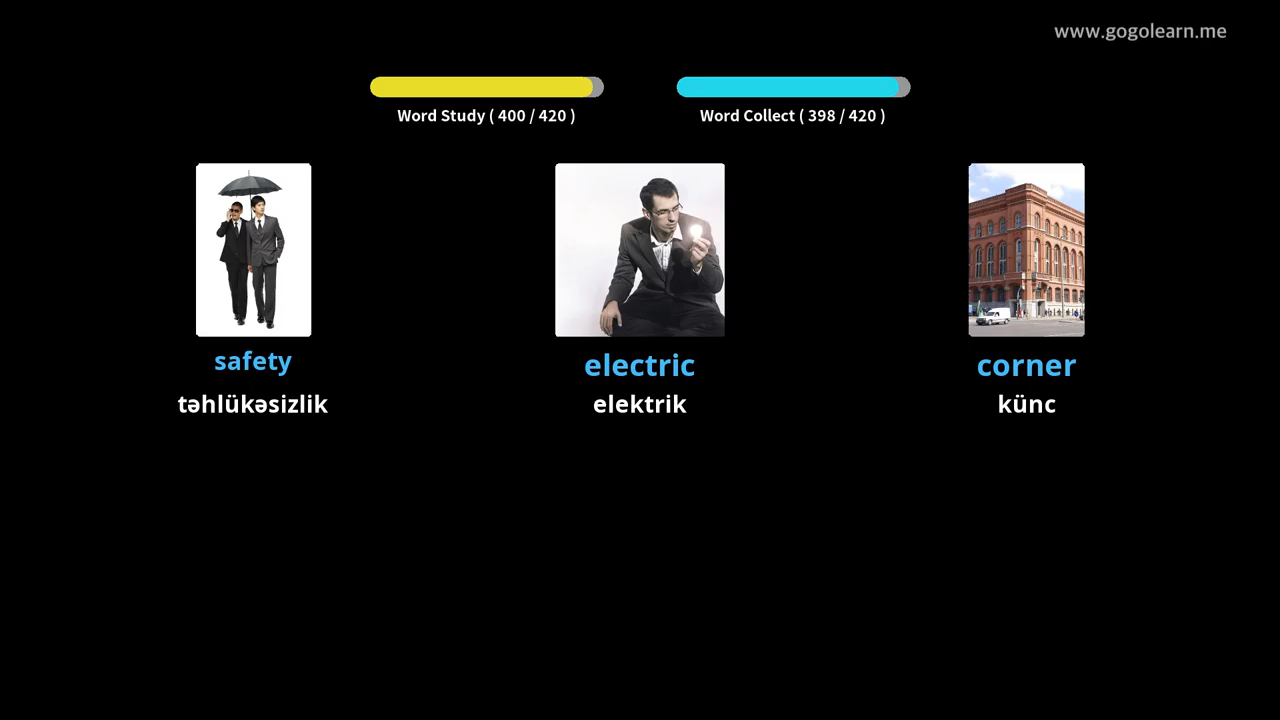 www.gogolearn.me
Word Study ( 400 / 420 )
Word Collect ( 398 / 420 )
safety
electric
corner
təhlükəsizlik
elektrik
künc